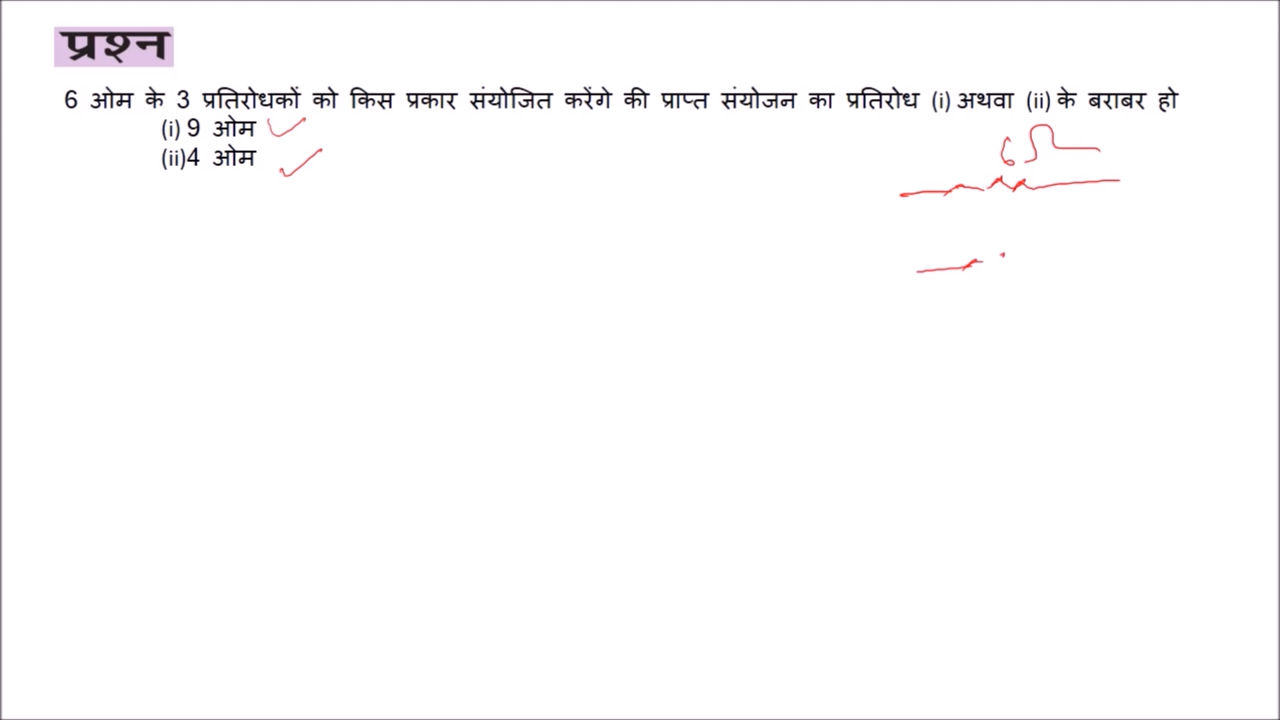 प्रश्न
6 ओम के 3 प्रतिरोधकों को किस प्रकार संयोजित करेंगे की प्राप्त संयोजन का प्रतिरोध (i) अथवा (ii) के बराबर हो
(i) 9 ओम
(ii)4 ओम
6Ω